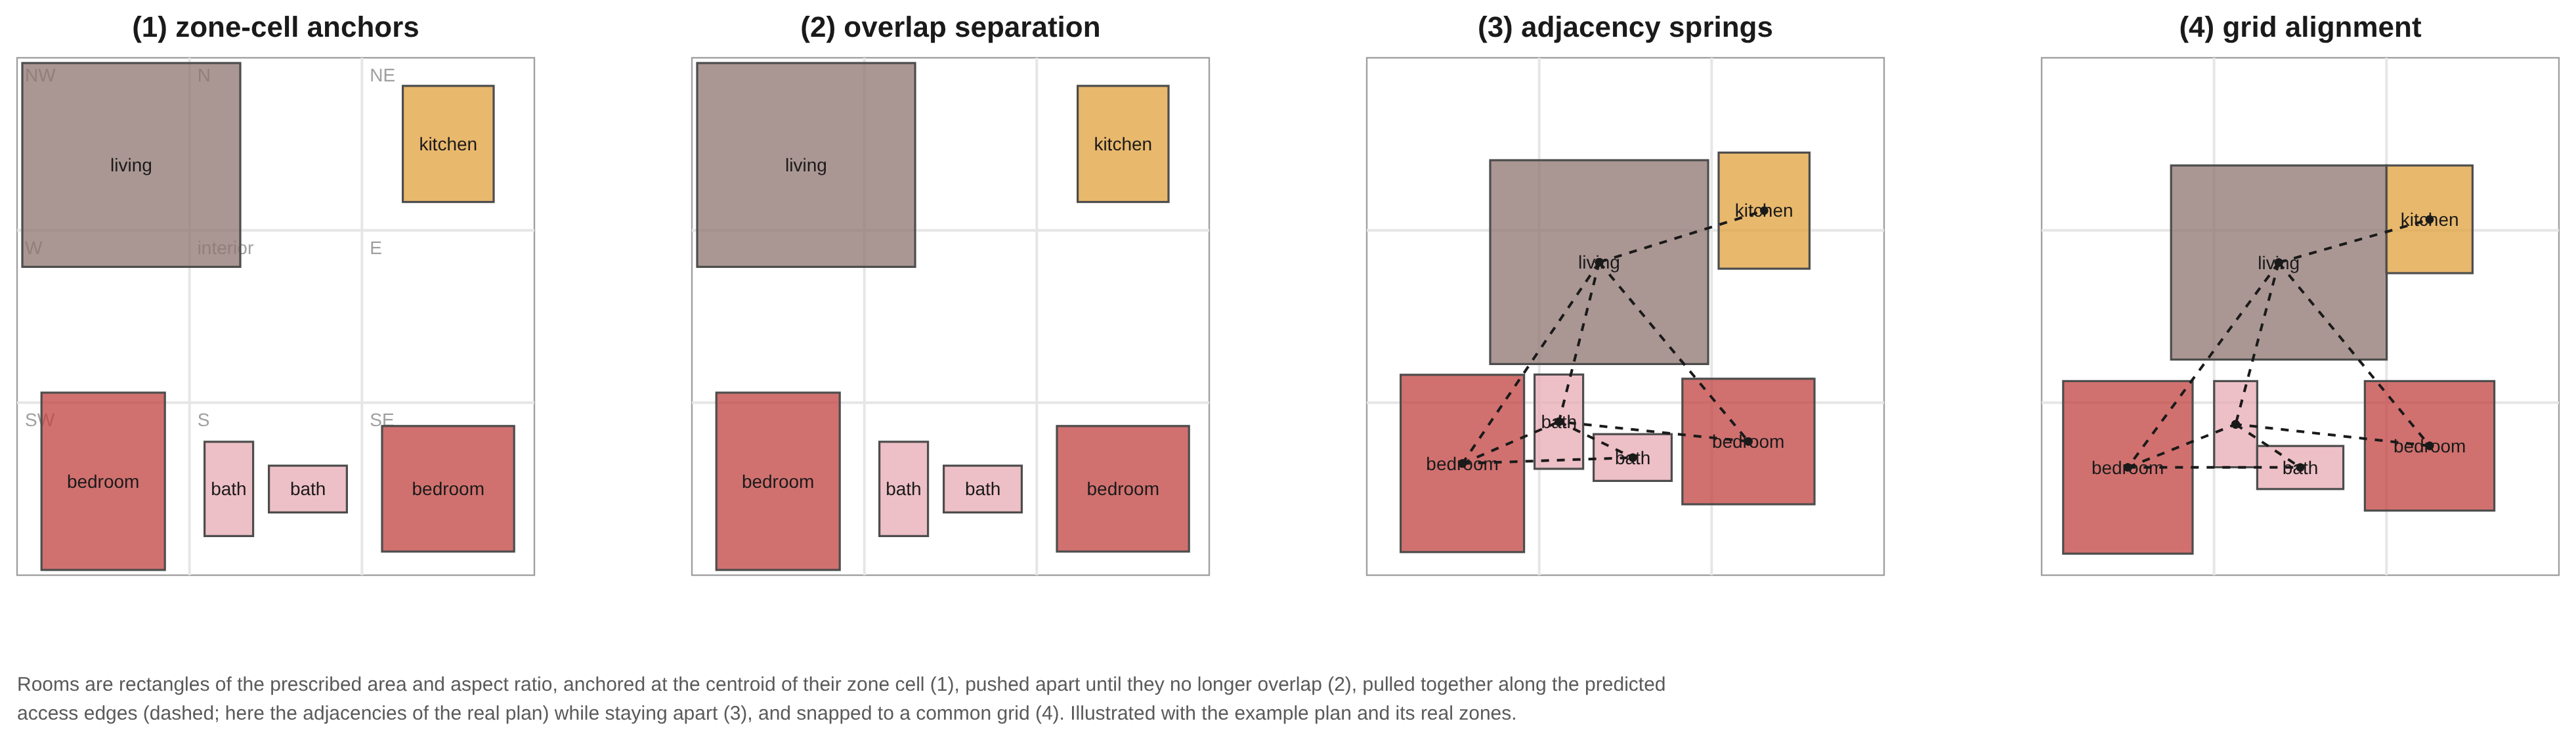 (1) zone-cell anchors
NW
N
NE
living
kitchen
W
interior
E
SW
S
SE
bedroom
bath
bath
bedroom
(2) overlap separation
living
kitchen
bedroom
bath
bath
bedroom
(3) adjacency springs
kitchen
living
bath
bedroom
bedroom
bath
(4) grid alignment
kitchen
living
bedroom
bedroom
bath
Rooms are rectangles of the prescribed area and aspect ratio, anchored at the centroid of their zone cell (1), pushed apart until they no longer overlap (2), pulled together along the predicted
access edges (dashed; here the adjacencies of the real plan) while staying apart (3), and snapped to a common grid (4). Illustrated with the example plan and its real zones.